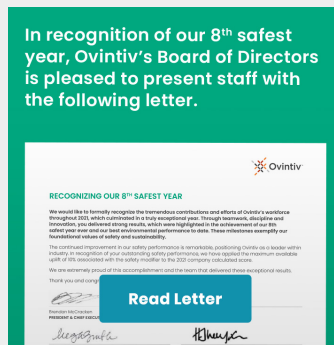 In recognition of our 8th safest
year, Ovintiv's Board of Directors
is pleased to present staff with
the following letter.
Ovintiv
RECOGNIZING OUR 8TH SAFEST YEAR
We would like to formally recognize the tremendous contributions and efforts of Ovintiv's workforce
throughout 2021, which culminated in a truly exceptional year. Through teamwork, discipline and
innovation, you delivered strong results, which were highlighted in the achievement of our 8th
safest year ever and our best environmental performance to date. These milestones exemplify our
foundational values of safety and sustainability.
The continued improvement in our safety performance is remarkable, positioning Ovintiv as a leader within
industry. In recognition of your outstanding safety performance, we have applied the maximum available
uplift of 10% associated with the safety modifier to the 2021 company calculated score.
We are extremely proud of this accomplishment and the team that delivered these exceptional results.
Thank you and
Read Letter
Brendan McCracken
PRESIDENT & CHIEF